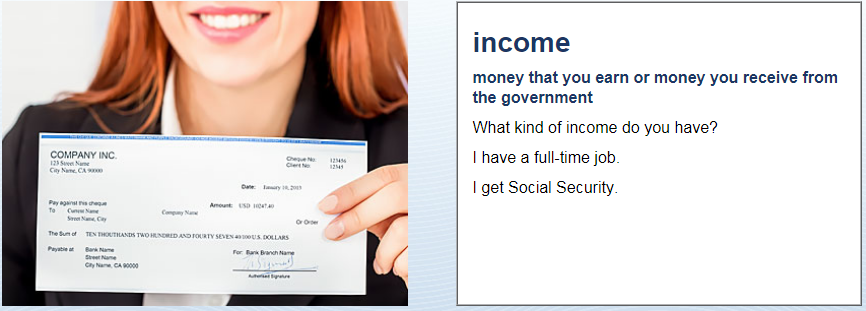 COMPANY INC.
123 Street Name
City Name, CA 90000
Cheque No: 123456
Client No: 12345
Date: January 10, 2015
Pay against this cheque
To Current Name Company Name Amount: USD 10247.40
Street Name, City
Or Order
The Sum of TEN THOUTHANDS TWO HUNDRED AND FOURTY SEVEN 40/100 U.S. DOLLARS
Payable at Bank Name For: Bank Branch Name
Street Name
City Name, CA 90000
Authorised Signature
income
money that you earn or money you receive from
the government
What kind of income do you have?
I have a full-time job.
I get Social Security.